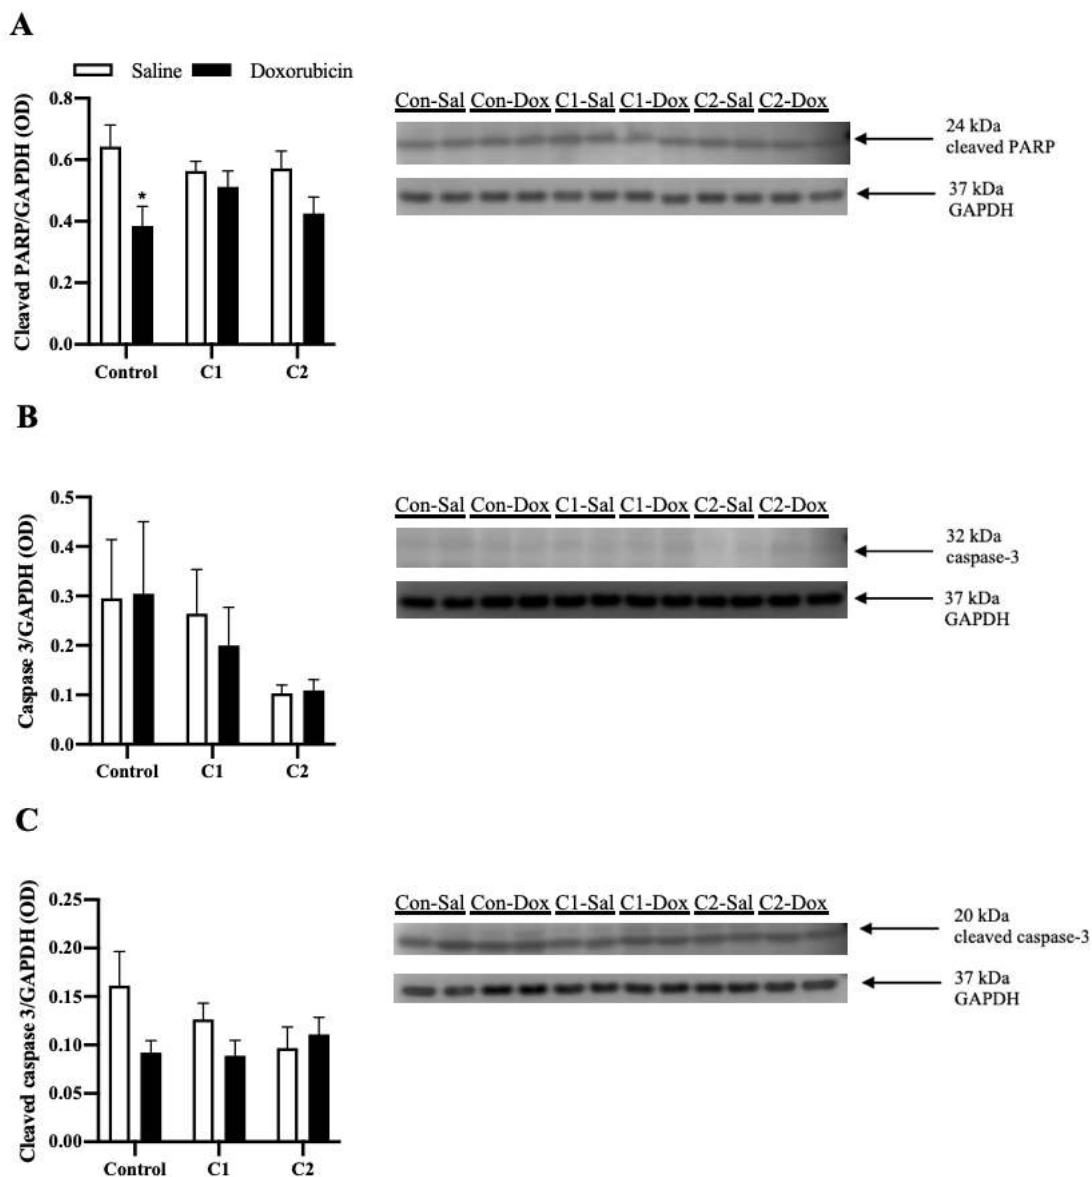 A
Saline Doxorubicin
Cleaved PARP/GAPDH (OD)
0.8
0.6
*
0.4
0.2
0.0
Control C1 C2
Con-Sal Con-Dox C1-Sal C1-Dox C2-Sal C2-Dox
24 kDa
cleaved PARP
37 kDa
GAPDH
B
Caspase 3/GAPDH (OD)
0.5
0.4
0.3
0.2
0.1
0.0
Control C1 C2
Con-Sal Con-Dox C1-Sal C1-Dox C2-Sal C2-Dox
32 kDa
caspase-3
37 kDa
GAPDH
C
Cleaved caspase 3/GAPDH (OD)
0.25
0.20
0.15
0.10
0.05
0.00
Control C1 C2
Con-Sal Con-Dox C1-Sal C1-Dox C2-Sal C2-Dox
20 kDa
cleaved caspase-3
37 kDa
GAPDH